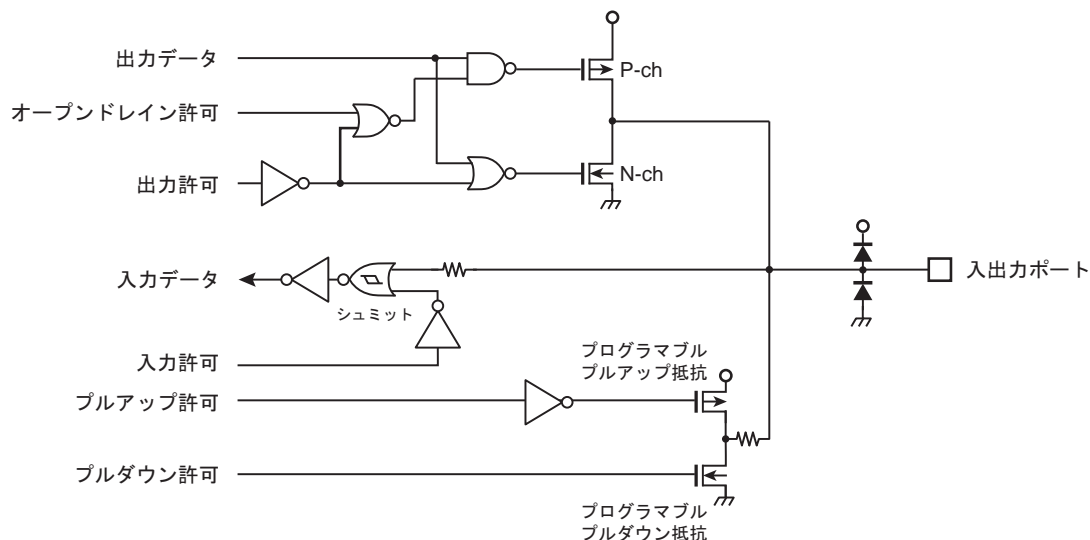 出力データ
P-ch
オープンドレイン許可
N-ch
出力許可
入力データ
シュミット
入出力ポート
入力許可
プログラマブル
プルアップ抵抗
プルアップ許可
プルダウン許可
プログラマブル
プルダウン抵抗